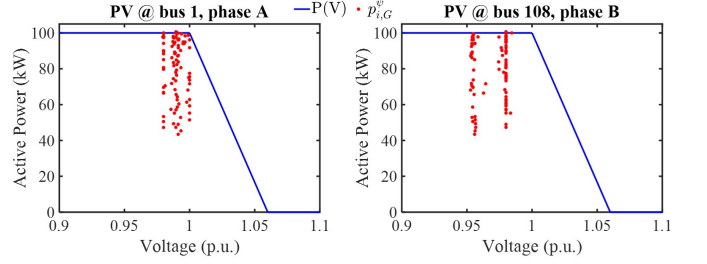 PV @ bus 1, phase A
P(V) p_{i,G}^{ψ}
PV @ bus 108, phase B
Active Power (kW)
100
80
60
40
20
0
0.9 0.95 1 1.05 1.1
Voltage (p.u.)
Active Power (kW)
100
80
60
40
20
0
0.9 0.95 1 1.05 1.1
Voltage (p.u.)